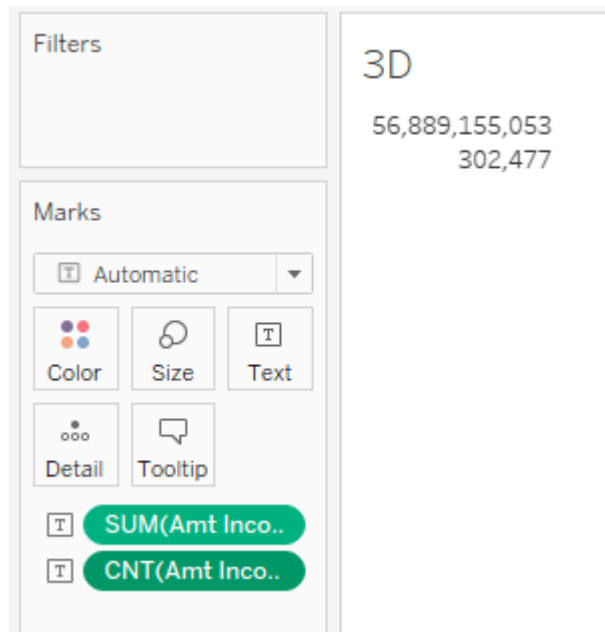 Filters
Marks
Automatic
Color Size Text
Detail Tooltip
SUM(Amt Inco..
CNT(Amt Inco..
3D
56,889,155,053
302,477